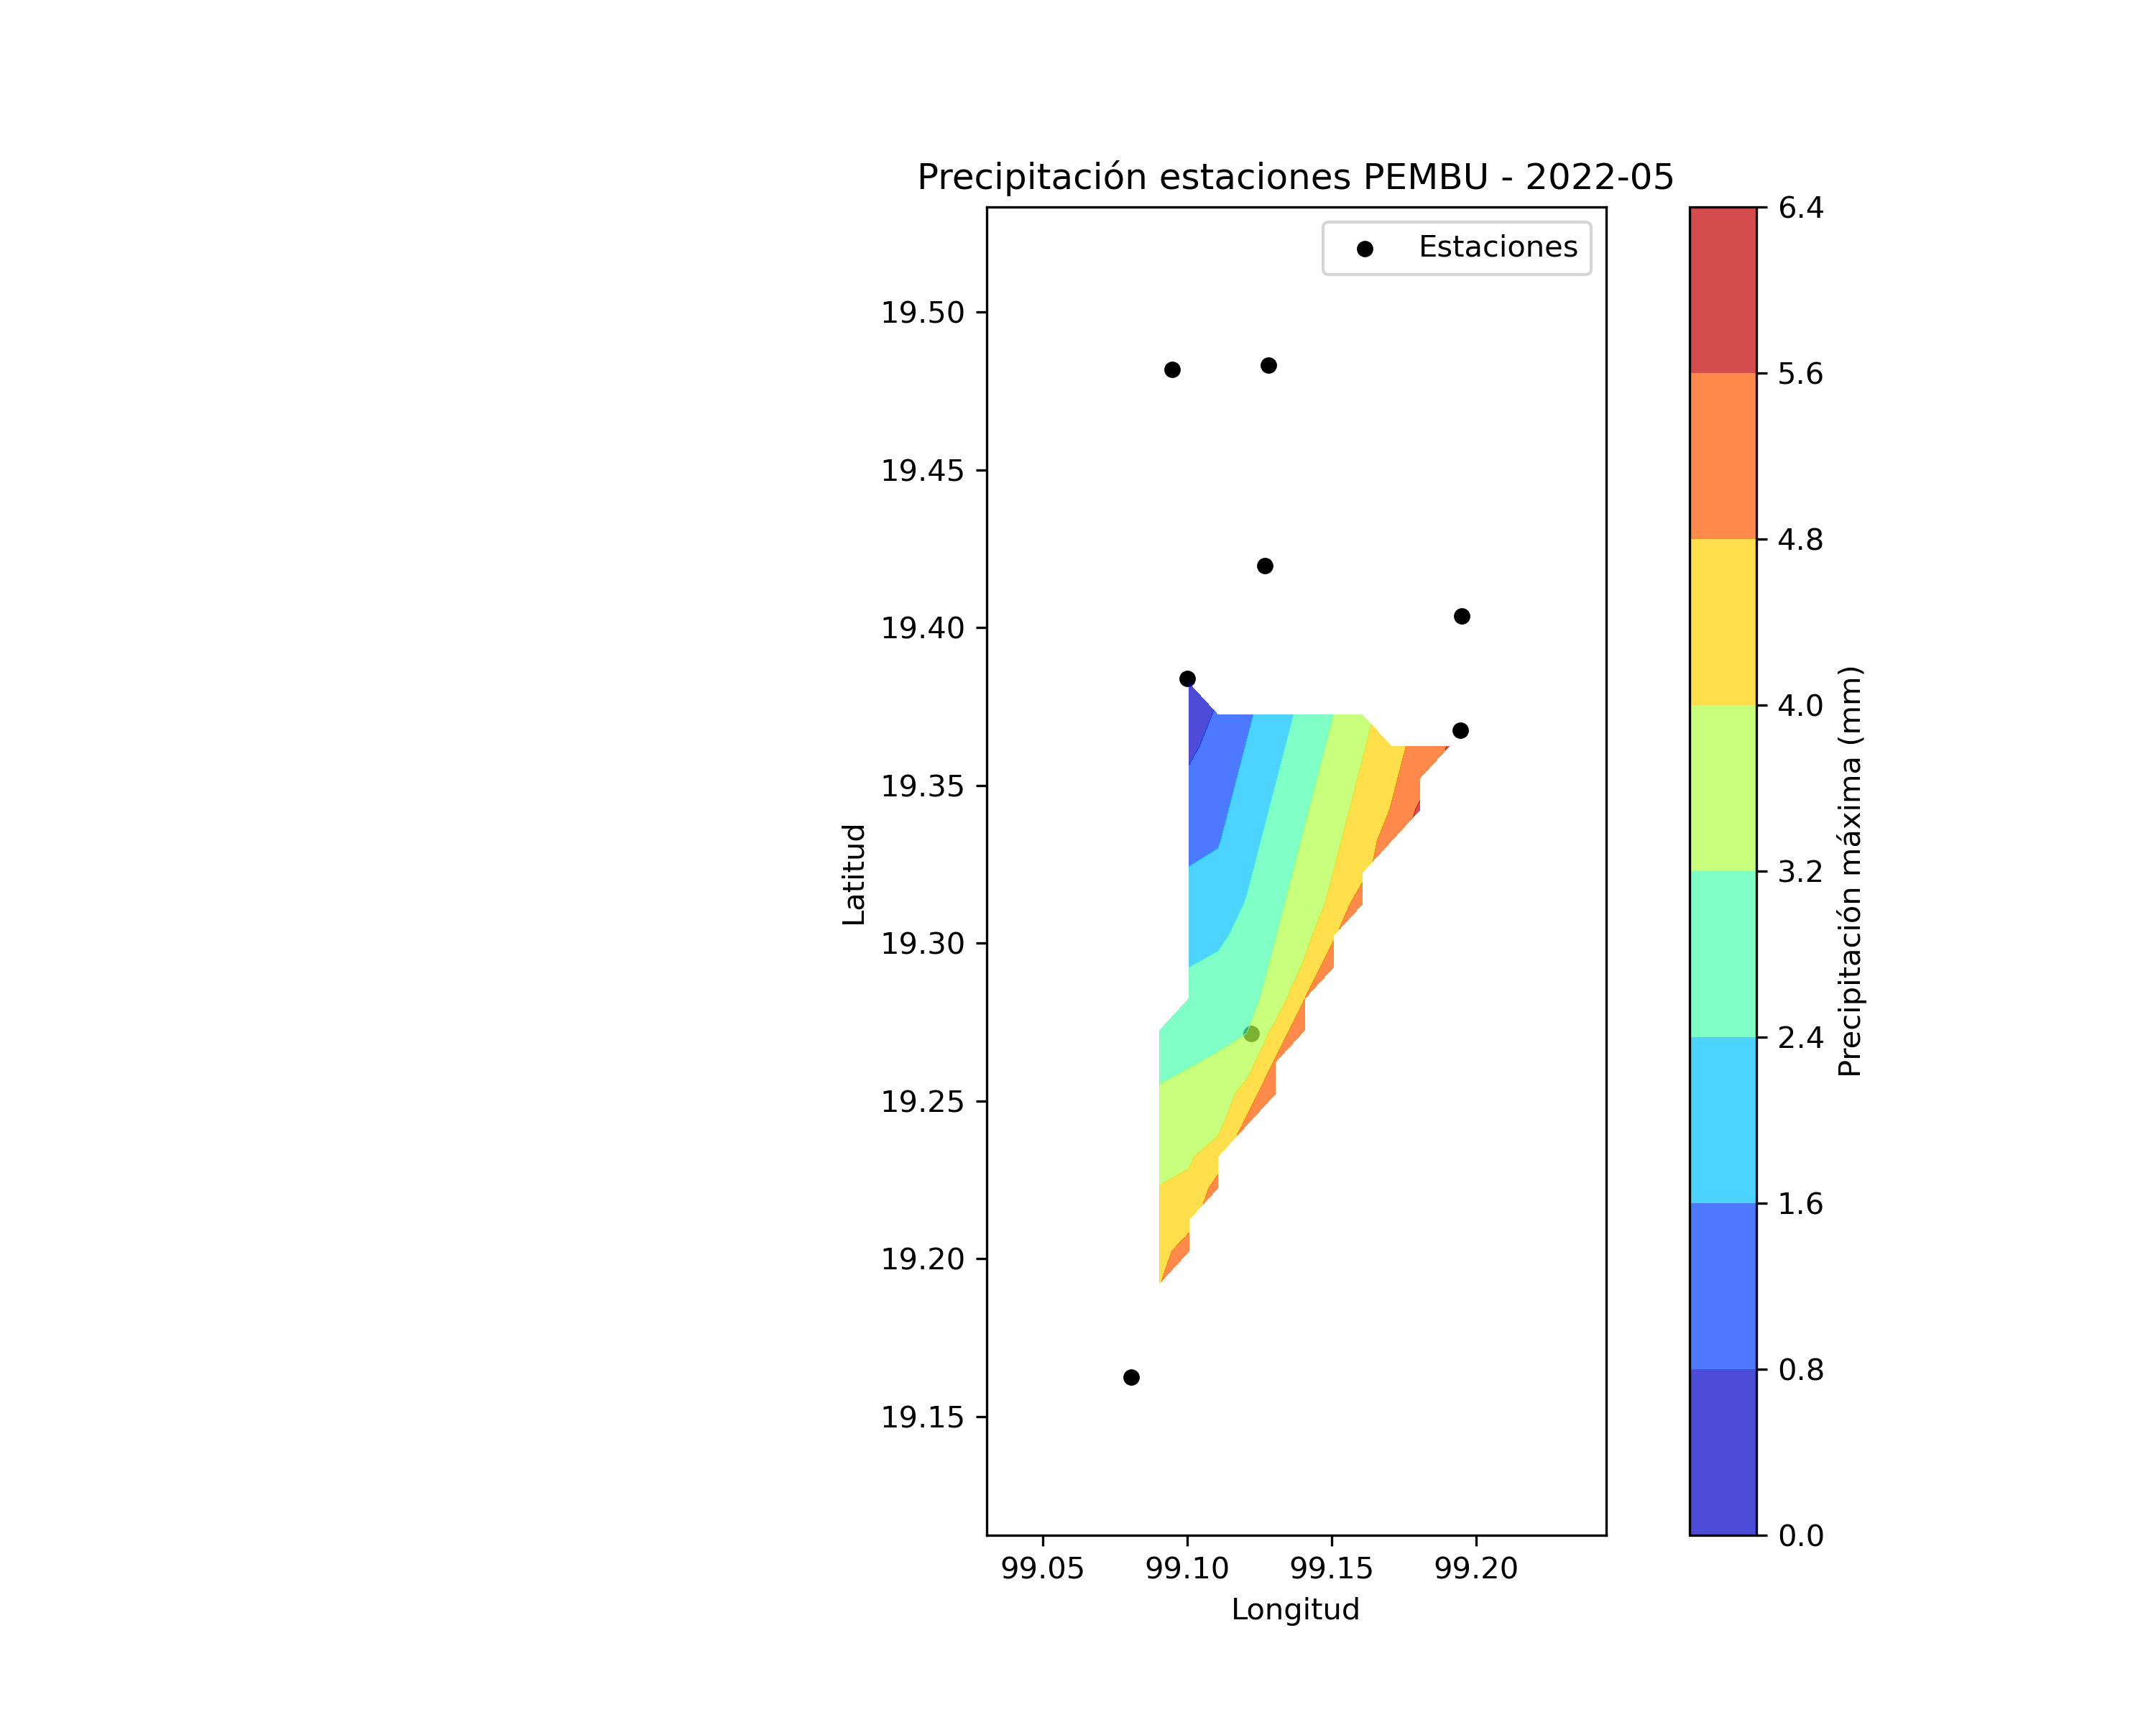 Precipitación estaciones PEMBU - 2022-05
Estaciones
19.50
19.45
19.40
19.35
19.30
19.25
19.20
19.15
Latitud
99.05 99.10 99.15 99.20
Longitud
6.4
5.6
4.8
4.0
3.2
2.4
1.6
0.8
0.0
Precipitación máxima (mm)